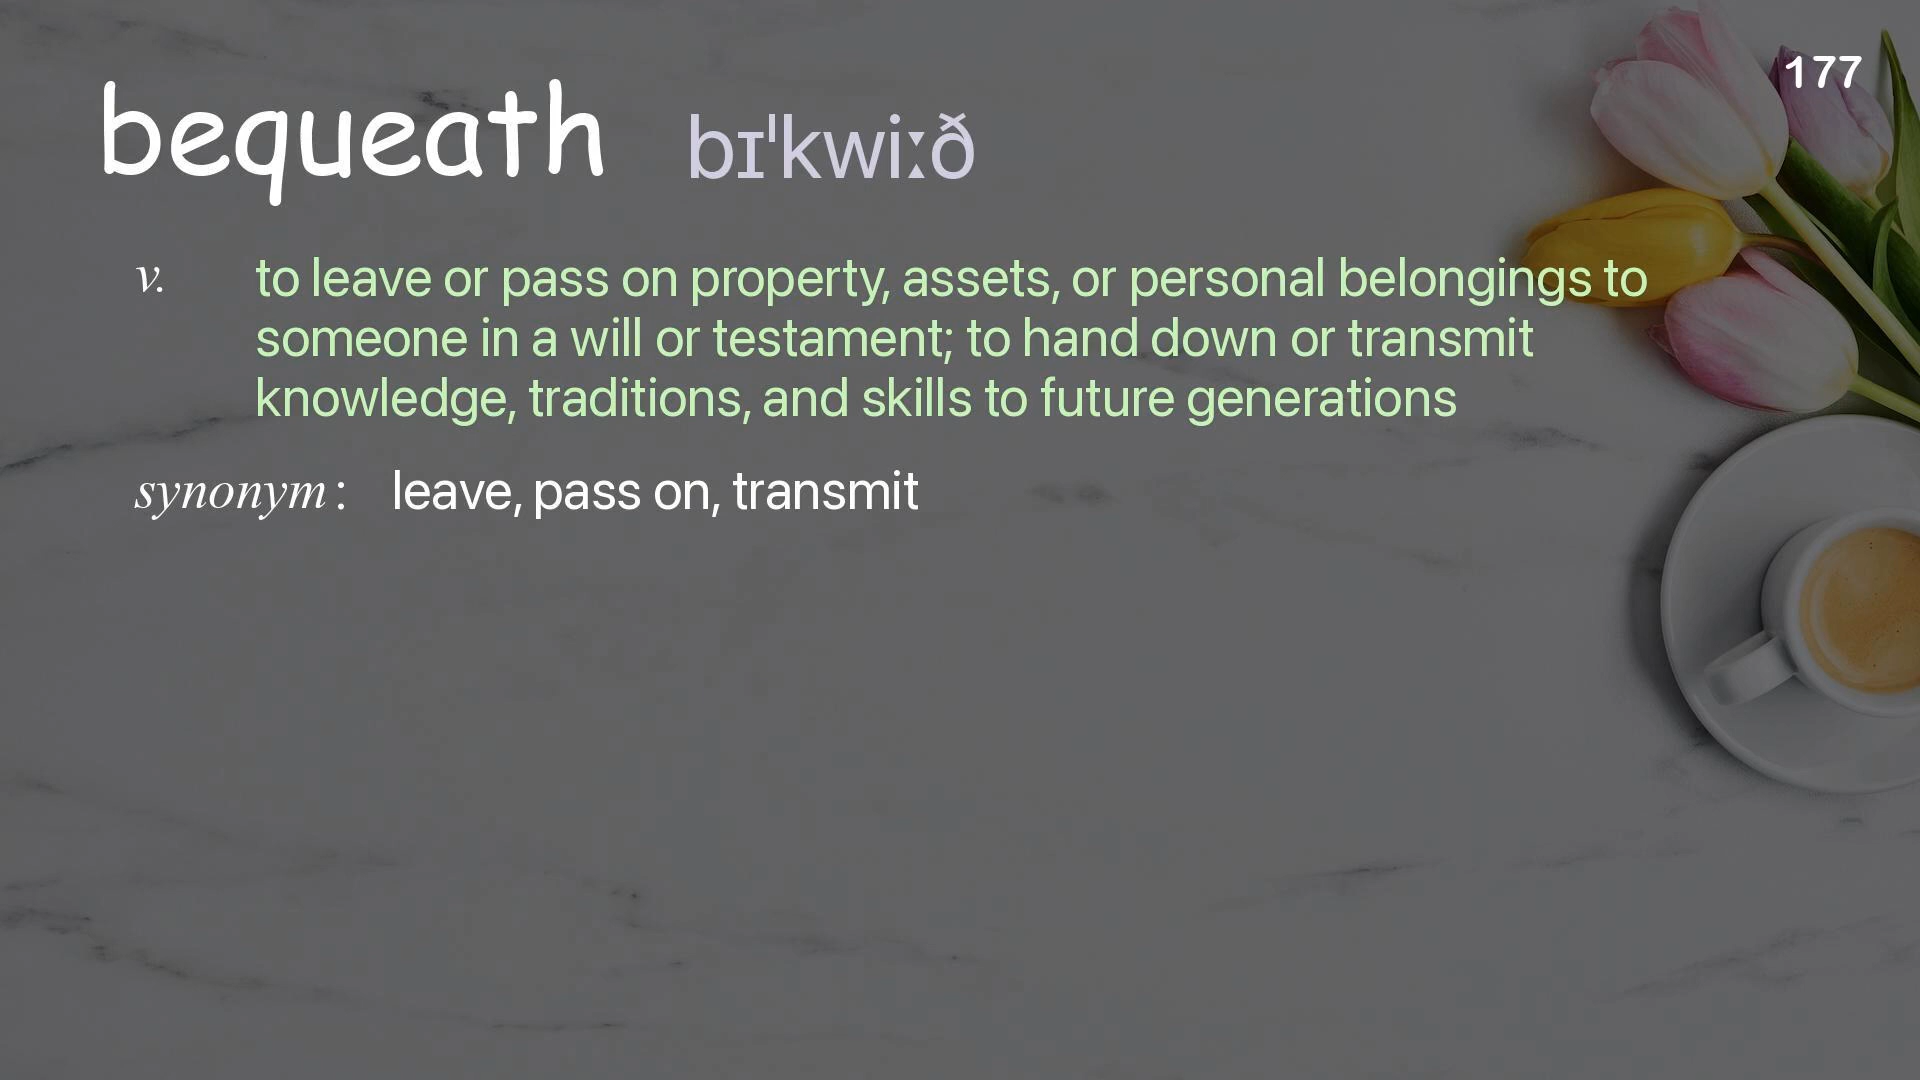 177
bequeath bɪˈkwiːð
v. to leave or pass on property, assets, or personal belongings to
someone in a will or testament; to hand down or transmit
knowledge, traditions, and skills to future generations
synonym : leave, pass on, transmit